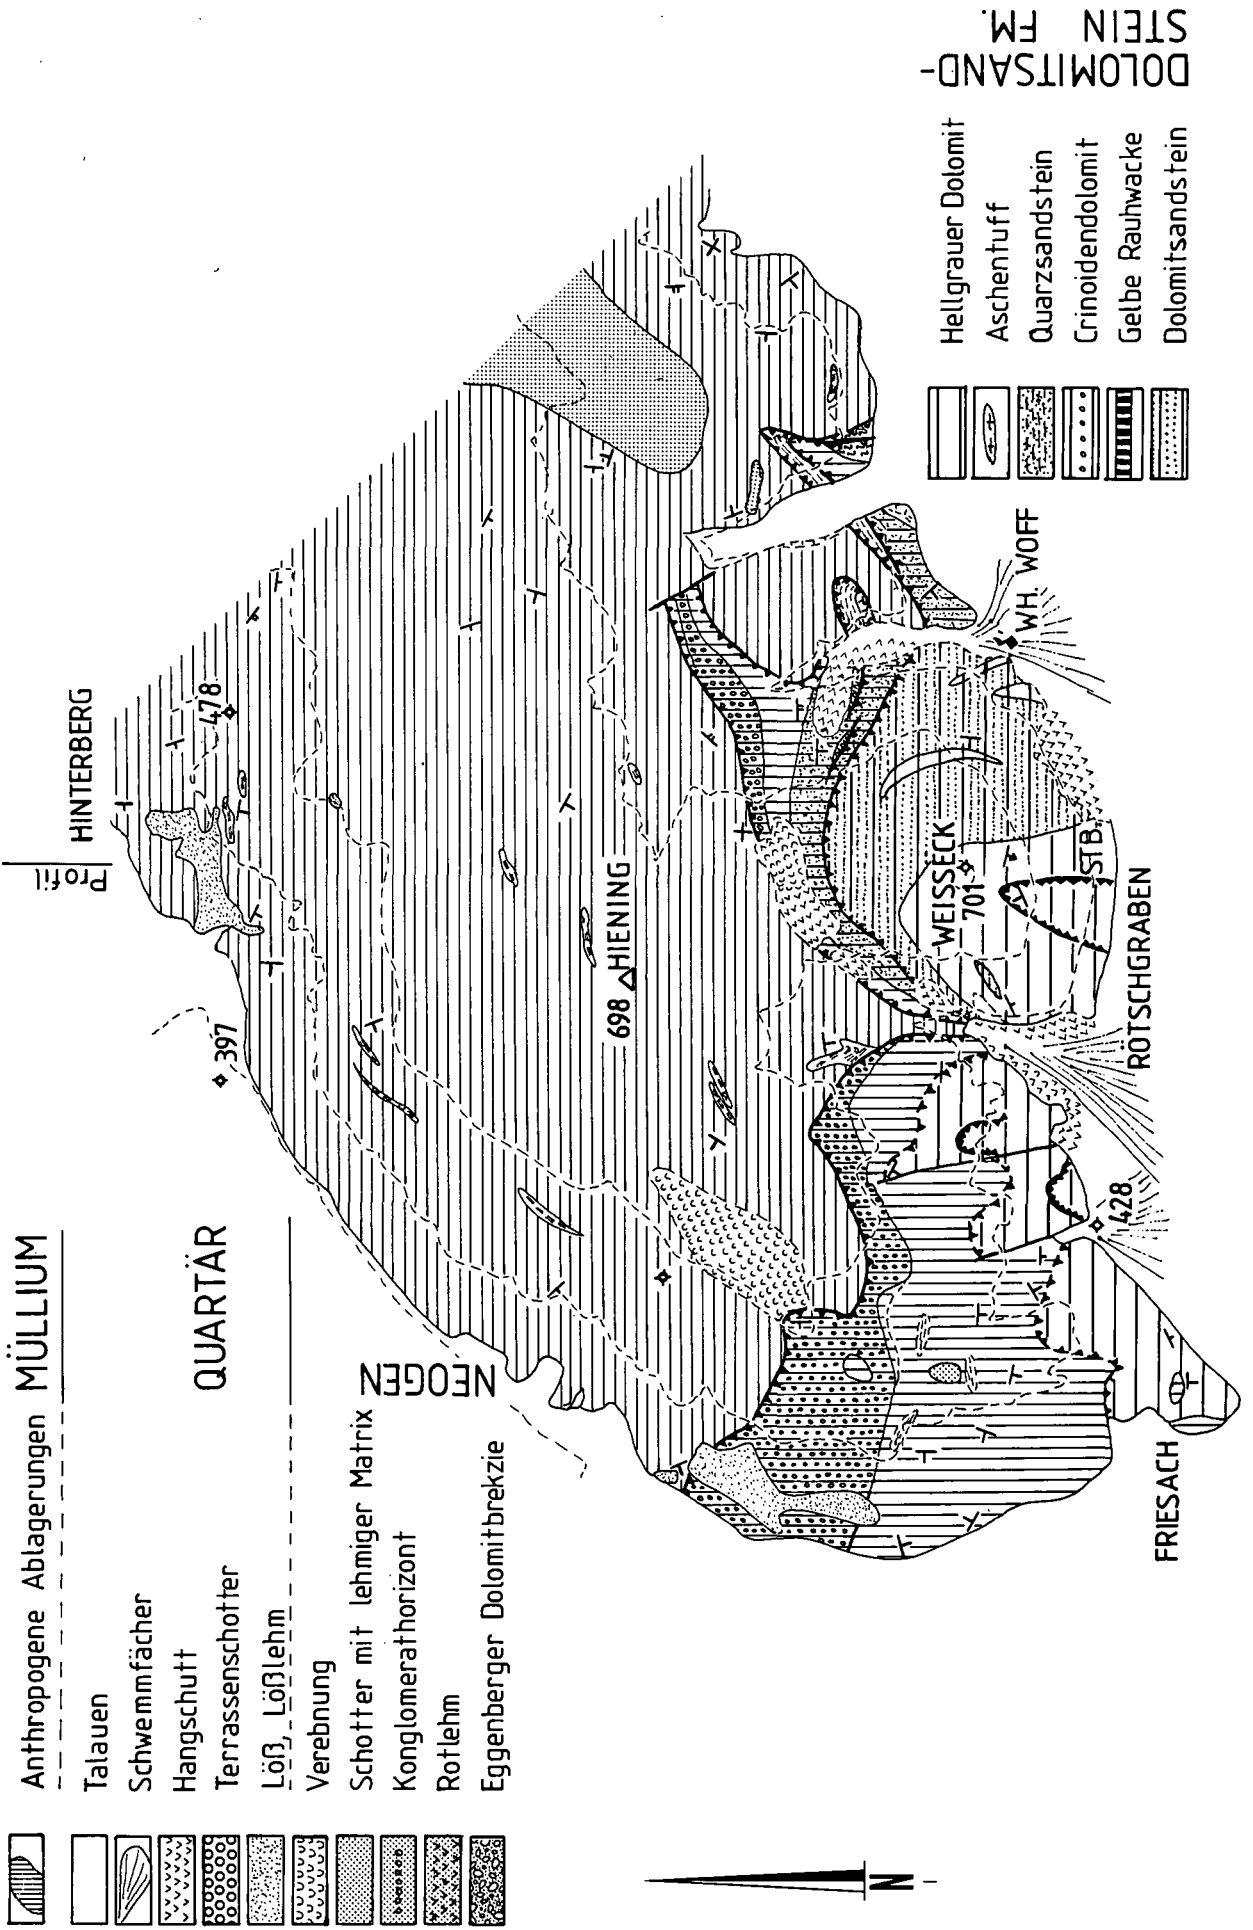 Anthropogene Ablagerungen
MÜLLIUM
Talauen
Schwemmfächer
Hangschutt
Terrassenschotter
Löß, Lößlehm
QUARTÄR
Verebnung
Schotter mit lehmiger Matrix
Konglomerathorizont
Rotlehm
Eggenberger Dolomitbrekzie
NEOGEN
Profil
HINTERBERG
478
397
698
HIENING
WEISSECK
701
STB.
RÖTSCHGRABEN
WH. WOFF
428
FRIESACH
N
Hellgrauer Dolomit
Aschentuff
Quarzsandstein
Crinoidendolomit
Gelbe Rauhwacke
Dolomitsandstein
DOLOMITSAND-
STEIN FM.